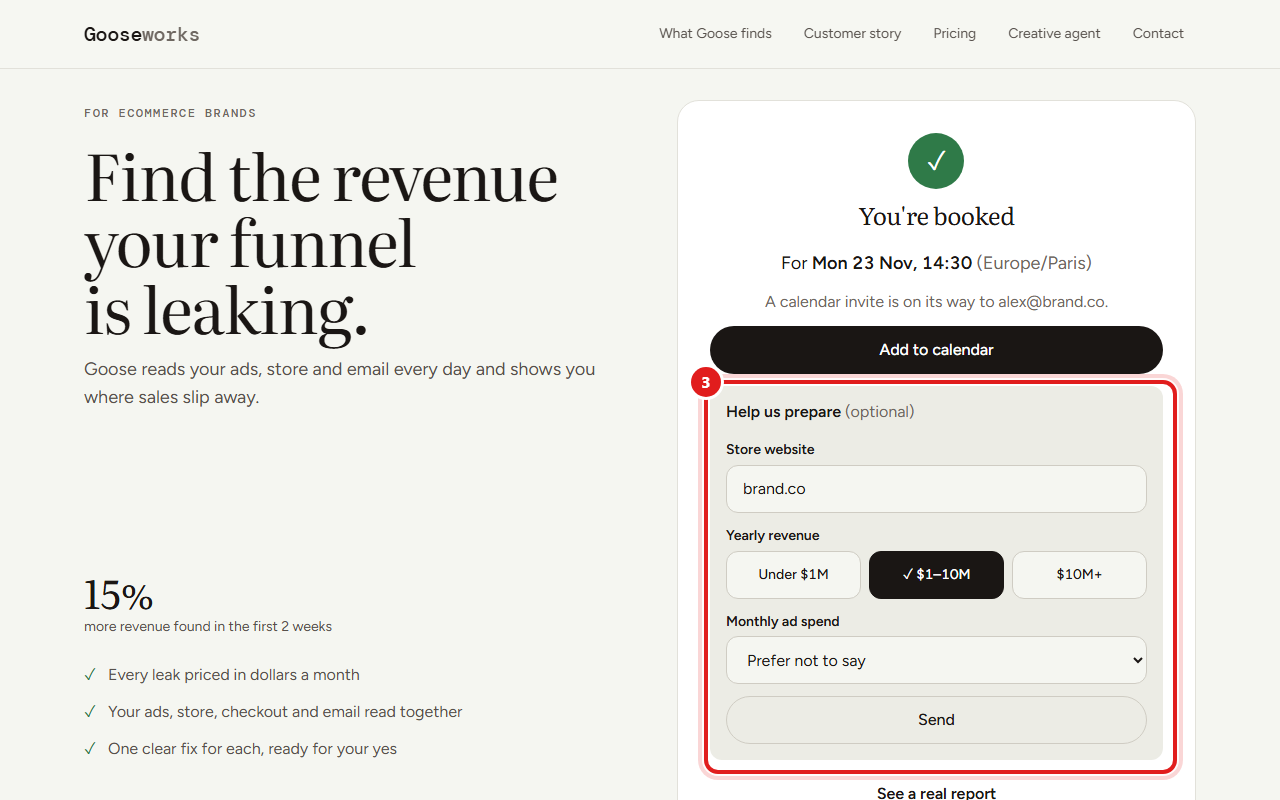 Gooseworks
What Goose finds
Customer story
Pricing
Creative agent
Contact
FOR ECOMMERCE BRANDS
Find the revenue
your funnel
is leaking.
Goose reads your ads, store and email every day and shows you
where sales slip away.
15%
more revenue found in the first 2 weeks
✓ Every leak priced in dollars a month
✓ Your ads, store, checkout and email read together
✓ One clear fix for each, ready for your yes
✓
You're booked
For Mon 23 Nov, 14:30 (Europe/Paris)
A calendar invite is on its way to alex@brand.co.
Add to calendar
3
Help us prepare (optional)
Store website
brand.co
Yearly revenue
Under $1M
✓ $1–10M
$10M+
Monthly ad spend
Prefer not to say
Send
See a real report